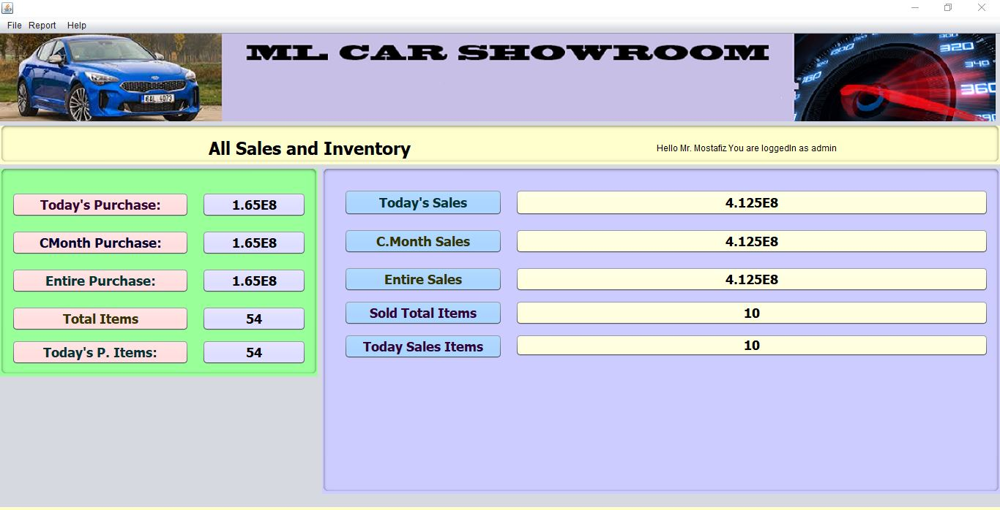 File Report Help
ML CAR SHOWROOM
6AL 4073
160
200
300
320
340
360
All Sales and Inventory
Hello Mr. Mostafiz You are loggedIn as admin
Today's Purchase: 1.65E8
CMonth Purchase: 1.65E8
Entire Purchase: 1.65E8
Total Items 54
Today's P. Items: 54
Today's Sales 4.125E8
C.Month Sales 4.125E8
Entire Sales 4.125E8
Sold Total Items 10
Today Sales Items 10